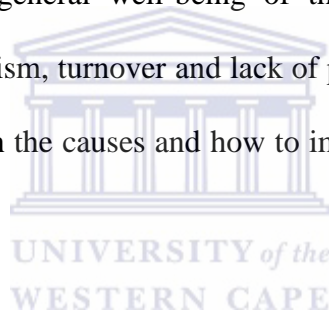 general well-being of th
ism, turnover and lack of p
n the causes and how to im
UNIVERSITY of the
WESTERN CAPE